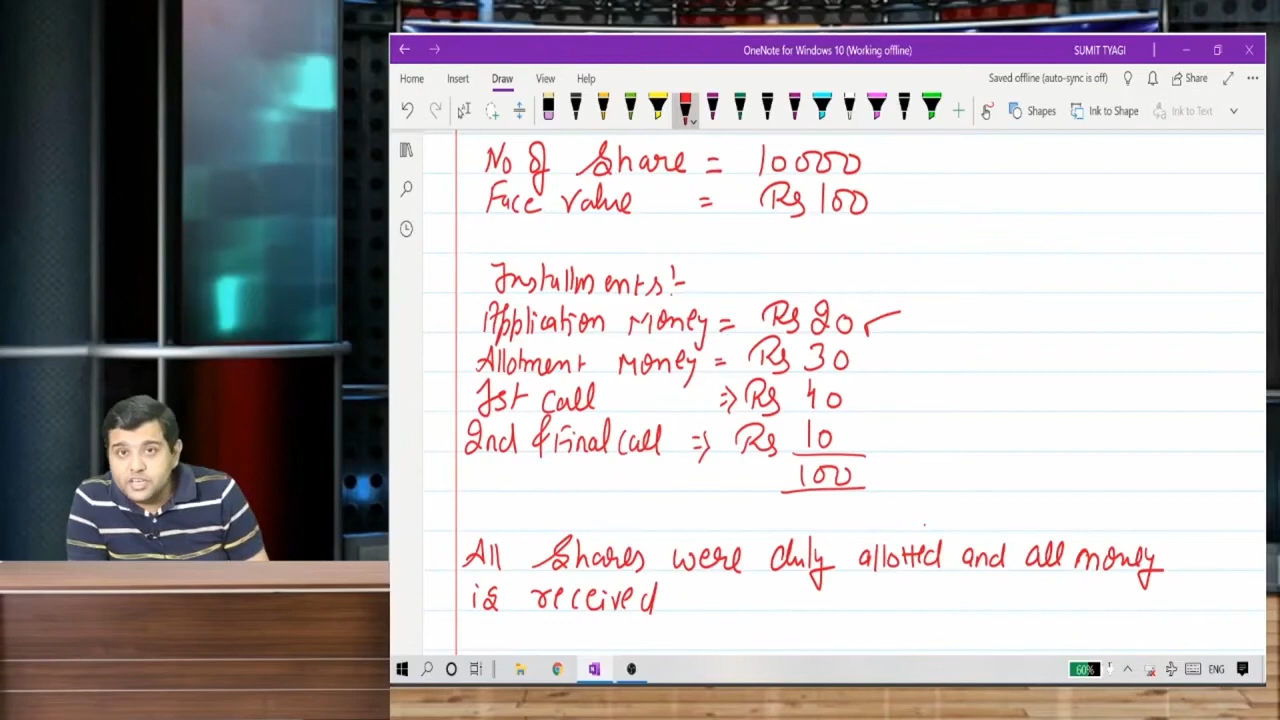 OneNote for Windows 10 (Working offline)
SUMIT TYAGI
Home Insert Draw View Help
Saved offline (auto-sync is off)
Share
Shapes
Ink to Shape
Ink to Text
No of Share = 10000
Face Value = Rs 100
Installments:-
Application Money = Rs 20
Allotment Money = Rs 30
Ist Call => Rs 40
2nd & Final Call => Rs 10
100
All Shares were duly allotted and all money
is received
60%
ENG